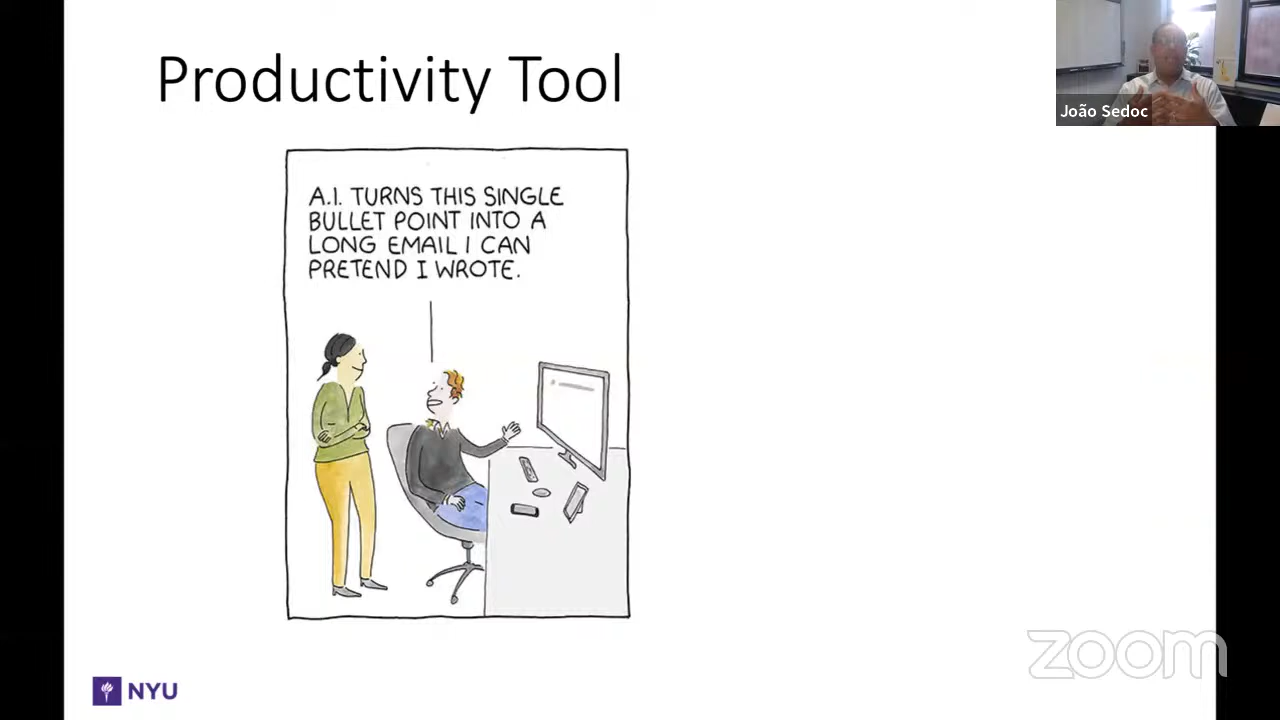 Productivity Tool
João Sedoc
A.I. TURNS THIS SINGLE
BULLET POINT INTO A
LONG EMAIL I CAN
PRETEND I WROTE.
zoom
NYU